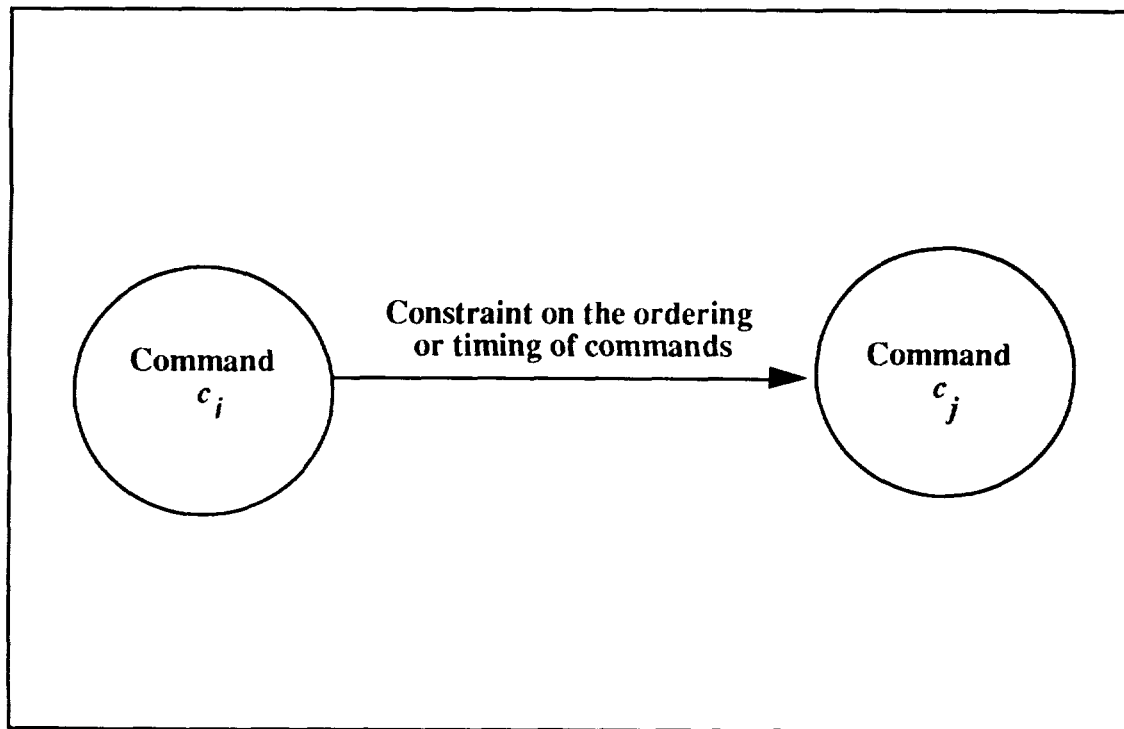 Constraint on the ordering
or timing of commands
Command
c_i
Command
c_j